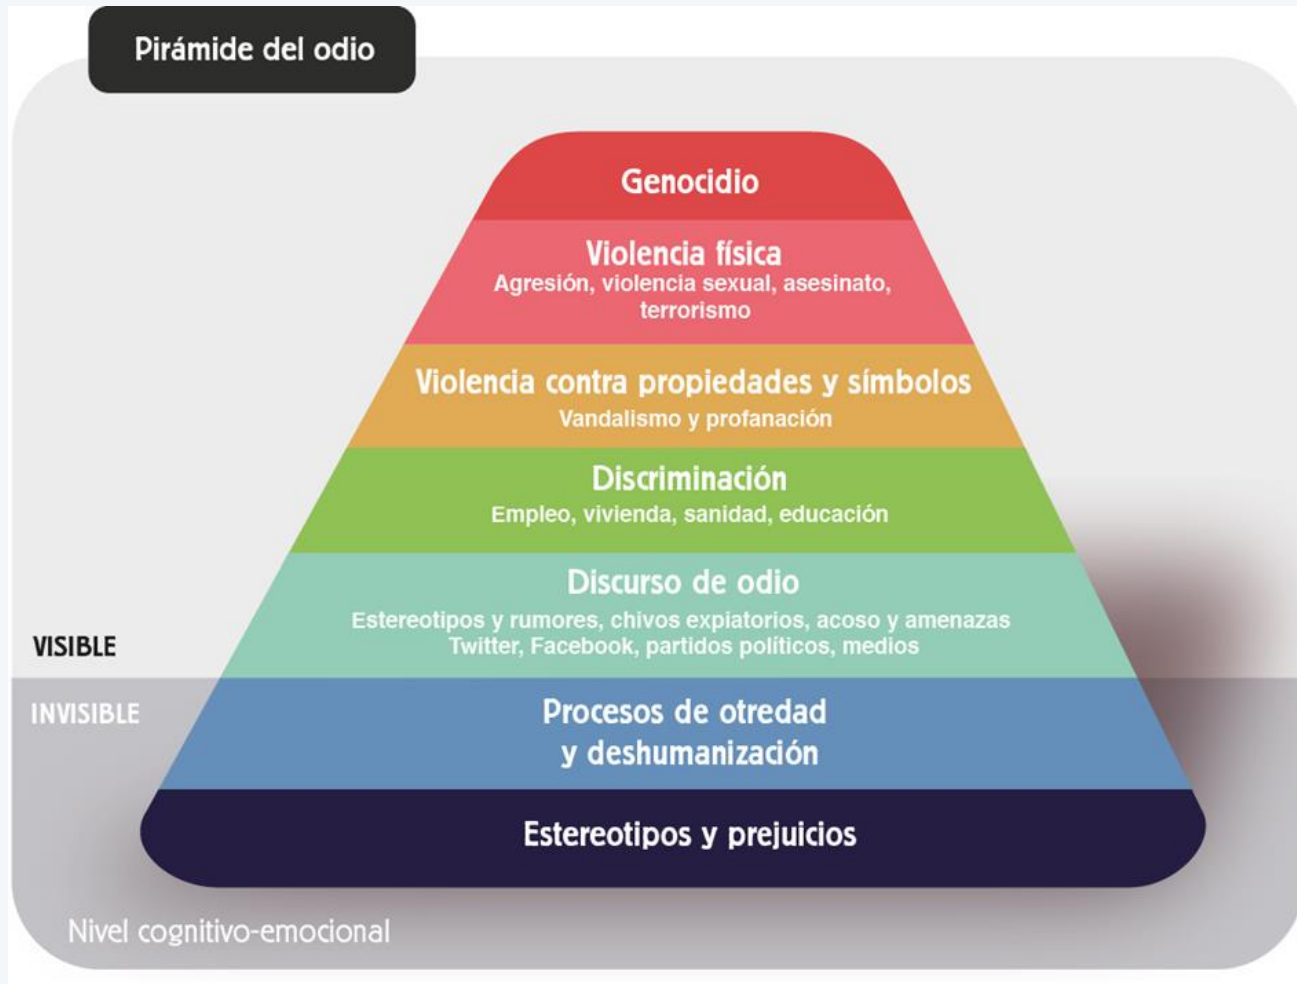 Pirámide del odio
Genocidio
Violencia física
Agresión, violencia sexual, asesinato,
terrorismo
Violencia contra propiedades y símbolos
Vandalismo y profanación
Discriminación
Empleo, vivienda, sanidad, educación
Discurso de odio
Estereotipos y rumores, chivos expiatorios, acoso y amenazas
Twitter, Facebook, partidos políticos, medios
VISIBLE
INVISIBLE
Procesos de otredad
y deshumanización
Estereotipos y prejuicios
Nivel cognitivo-emocional